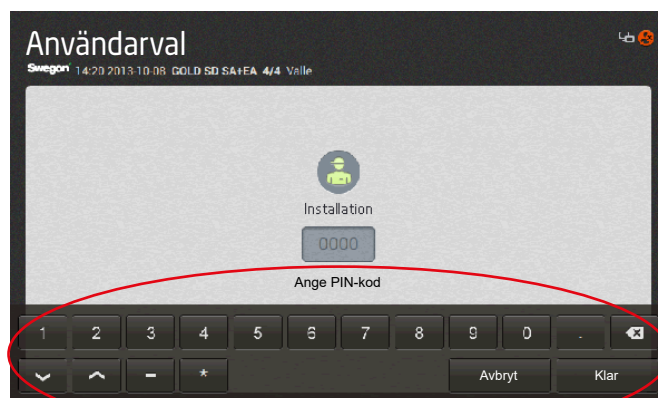 Användarval
Swegon 14:20 2013-10-08 GOLD SD SA+EA 4/4 Valle
Installation
0000
Ange PIN-kod
1 2 3 4 5 6 7 8 9 0 .
- * Avbryt Klar